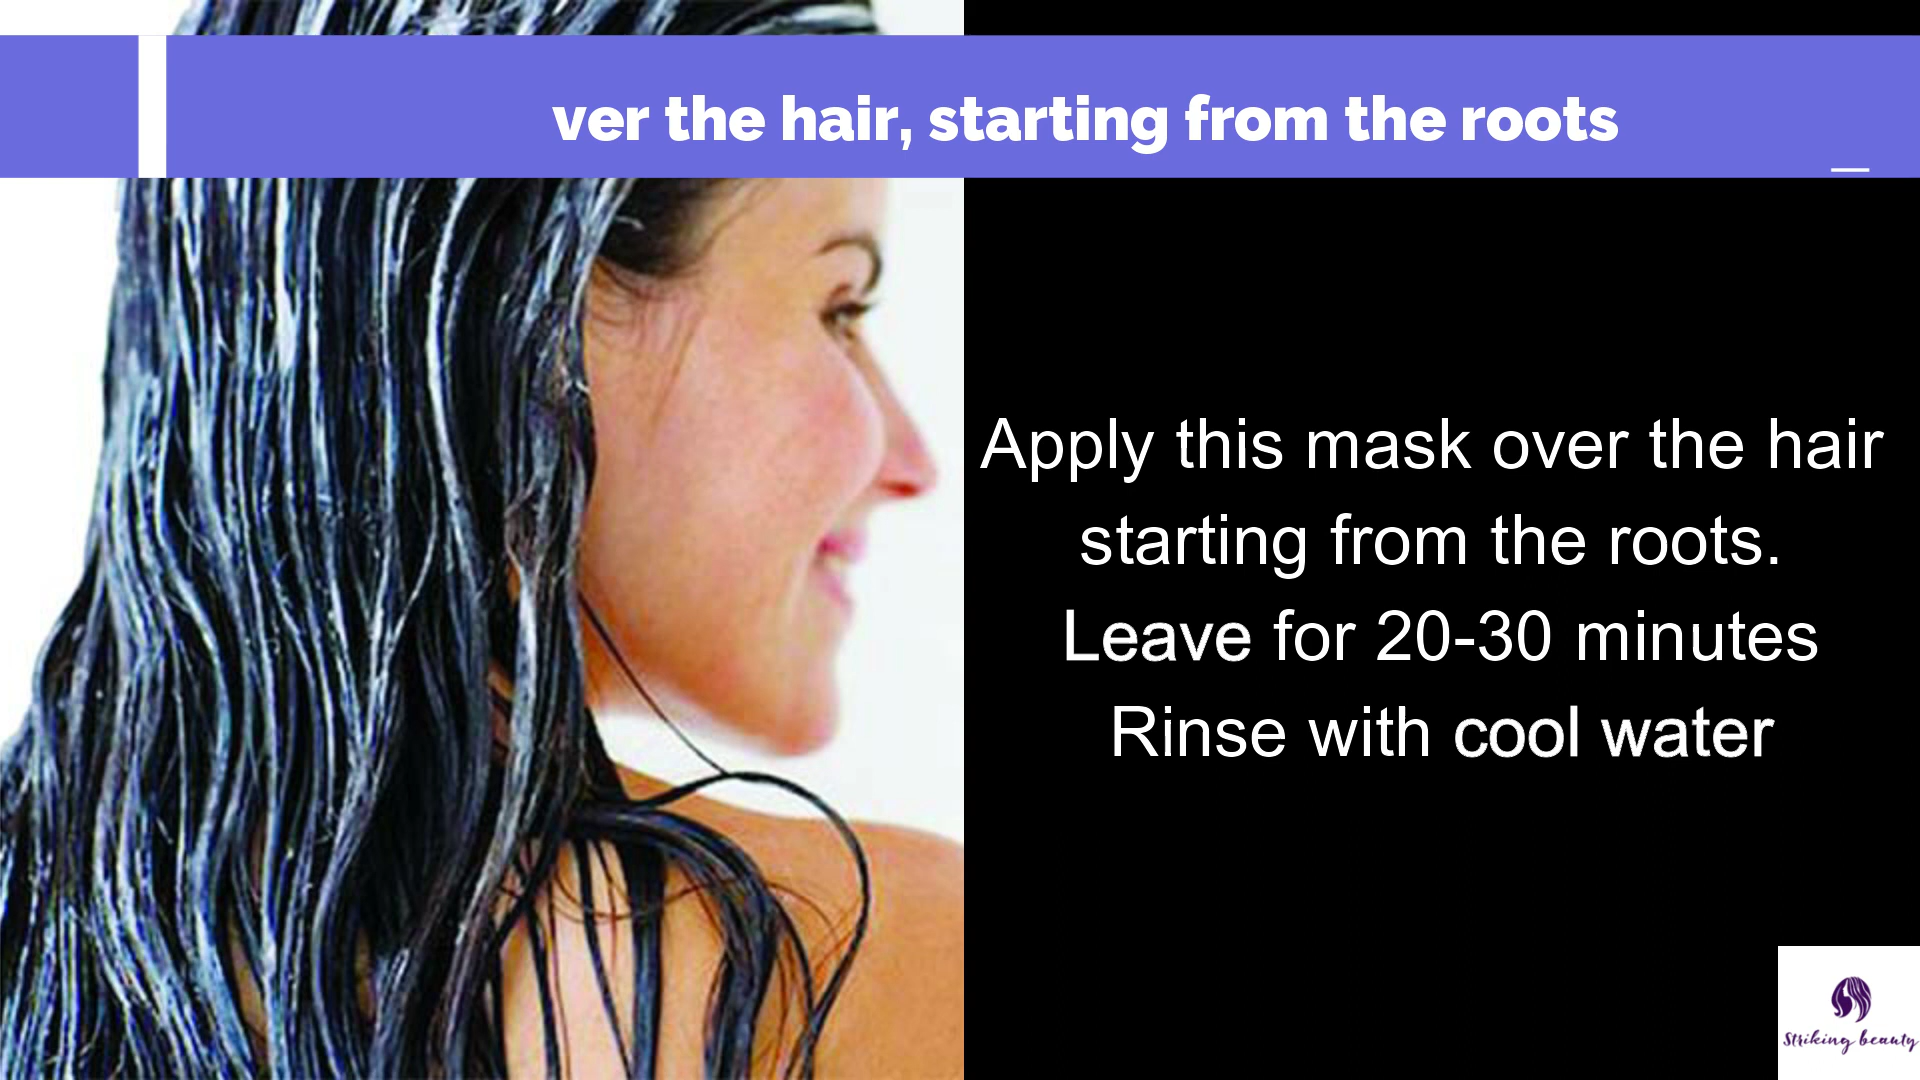 ver the hair, starting from the roots
Apply this mask over the hair
starting from the roots.
Leave for 20-30 minutes
Rinse with cool water
Striking beauty